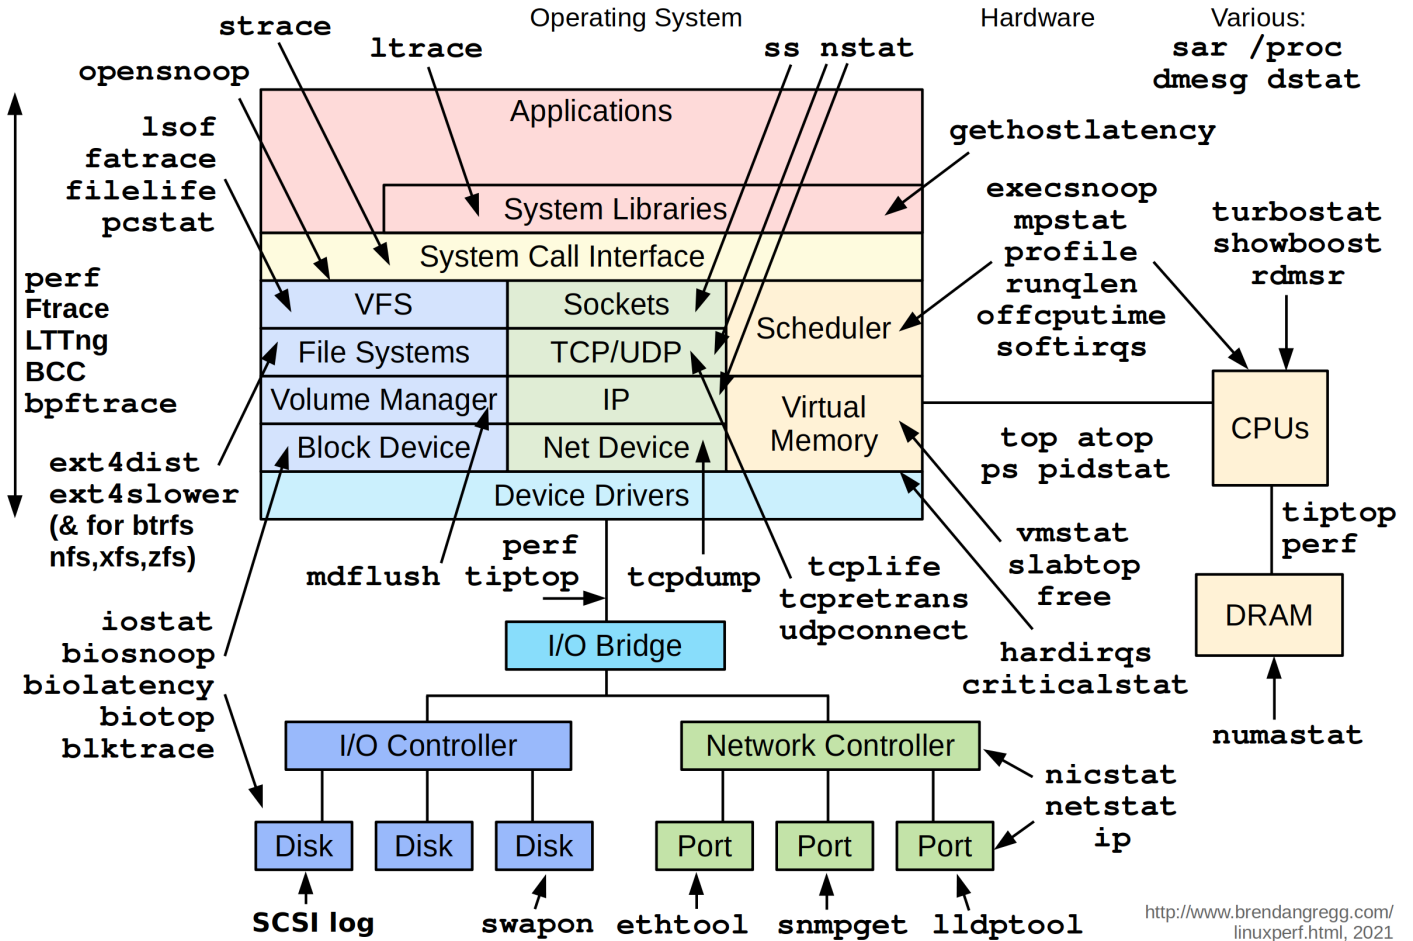 Operating System
Hardware
Various:
sar /proc
dmesg dstat
strace
ltrace
ss nstat
opensnoop
lsof
fatrace
filelife
pcstat
perf
Ftrace
LTTng
BCC
bpftrace
ext4dist
ext4slower
(& for btrfs
nfs,xfs,zfs)
iostat
biosnoop
biolatency
biotop
blktrace
Applications
System Libraries
System Call Interface
VFS
Sockets
Scheduler
File Systems
TCP/UDP
Volume Manager
IP
Virtual
Memory
Block Device
Net Device
Device Drivers
gethostlatency
execsnoop
mpstat
profile
runqlen
offcputime
softirqs
turbostat
showboost
rdmsr
CPUs
top atop
ps pidstat
tiptop
perf
DRAM
numastat
vmstat
slabtop
free
hardirqs
criticalstat
mdflush
perf
tiptop
tcpdump
tcplife
tcpretrans
udpconnect
I/O Bridge
I/O Controller
Network Controller
nicstat
netstat
ip
Disk
Disk
Disk
Port
Port
Port
SCSI log
swapon
ethtool
snmpget
lldptool
http://www.brendangregg.com/
linuxperf.html, 2021